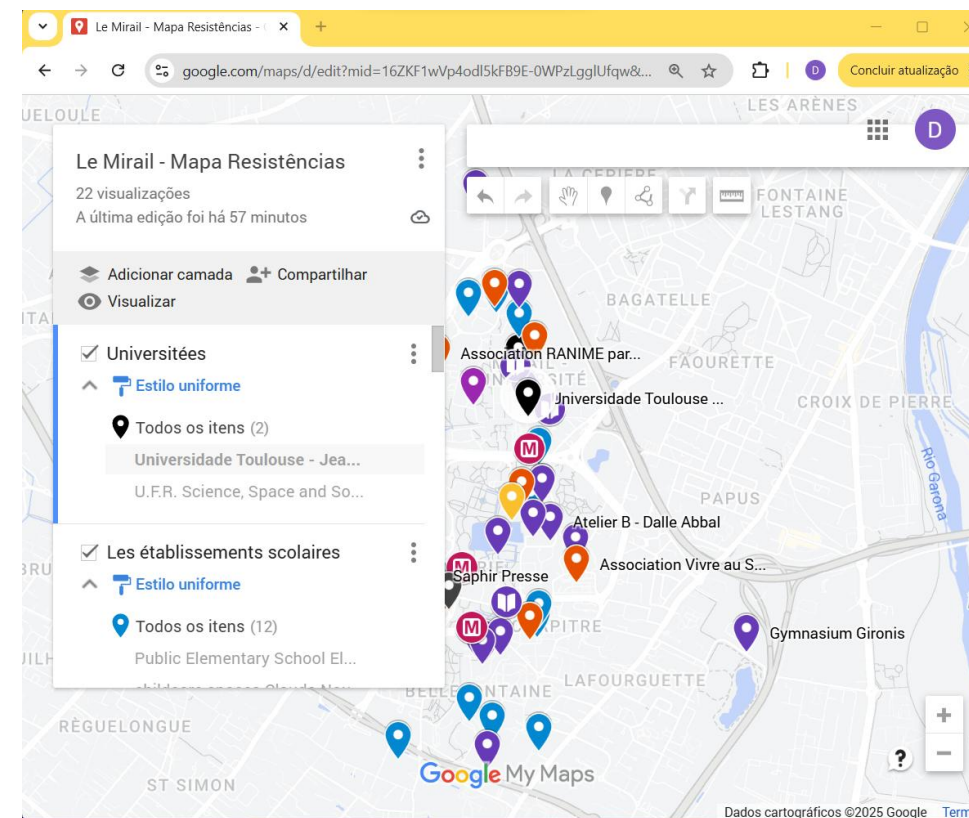 Le Mirail - Mapa Resistências -
google.com/maps/d/edit?mid=16ZKF1wVp4odl5kFB9E-0WPzLgglUfqw&...
D
Concluir atualização
LES ARÈNES
D
Le Mirail - Mapa Resistências
22 visualizações
A última edição foi há 57 minutos
Adicionar camada
Compartilhar
Visualizar
Universitées
Estilo uniforme
Todos os itens (2)
Universidade Toulouse - Jea...
U.F.R. Science, Space and So...
Les établissements scolaires
Estilo uniforme
Todos os itens (12)
Public Elementary School El...
LA CEPIERE
FONTAINE
LESTANG
BAGATELLE
Association RANIME par...
FAOURETTE
Universidade Toulouse ...
CROIX DE PIERRE
M
Rio Garona
PAPUS
Atelier B - Dalle Abbal
Association Vivre au S...
M
Saphir Presse
M
Gymnasium Gironis
LAFOURGUETTE
RÈGUELONGUE
ST SIMON
Google My Maps
+
?
−
Dados cartográficos ©2025 Google